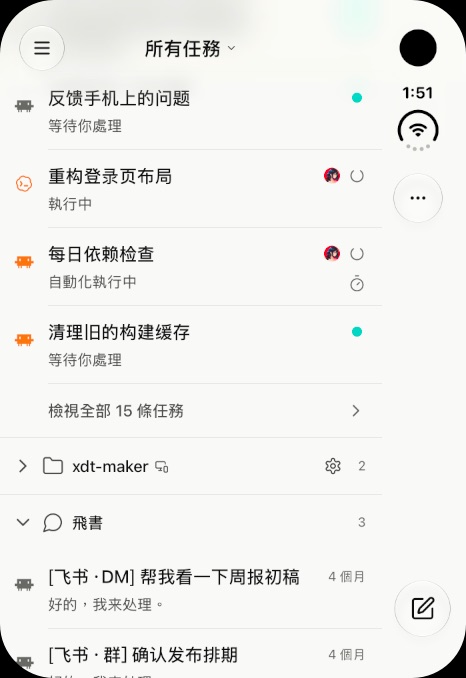 所有任務
1:51
反馈手机上的问题
等待你處理
重构登录页布局
執行中
每日依赖检查
自動化執行中
清理旧的构建缓存
等待你處理
檢視全部 15 條任務
xdt-maker 2
飛書 3
[飞书 · DM] 帮我看一下周报初稿 4 個月
好的，我来处理。
[飞书 · 群] 确认发布排期 4 個月